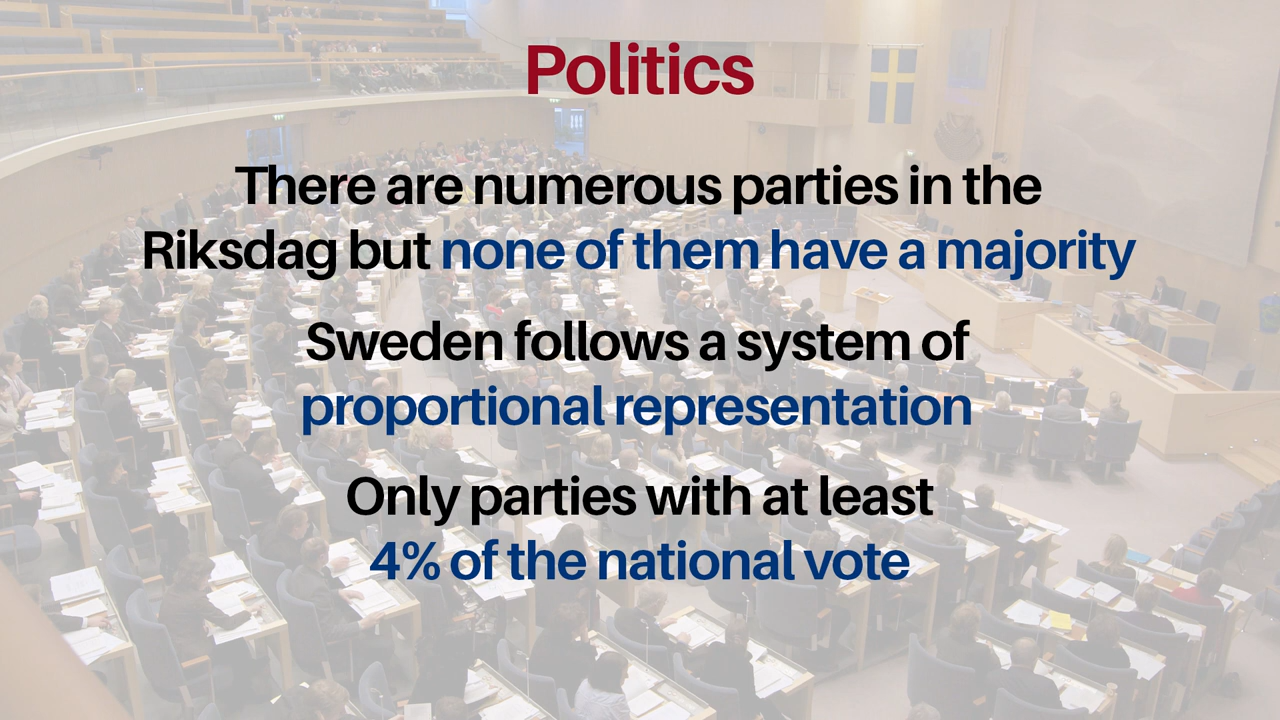 Politics
There are numerous parties in the
Riksdag but none of them have a majority
Sweden follows a system of
proportional representation
Only parties with at least
4% of the national vote